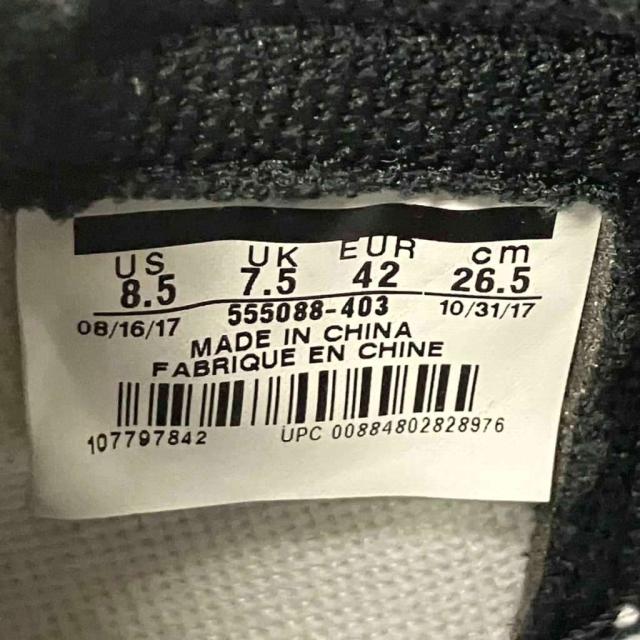 US UK EUR cm
8.5 7.5 42 26.5
08/16/17 555088-403 10/31/17
MADE IN CHINA
FABRIQUE EN CHINE
107797842 UPC 00884802828976